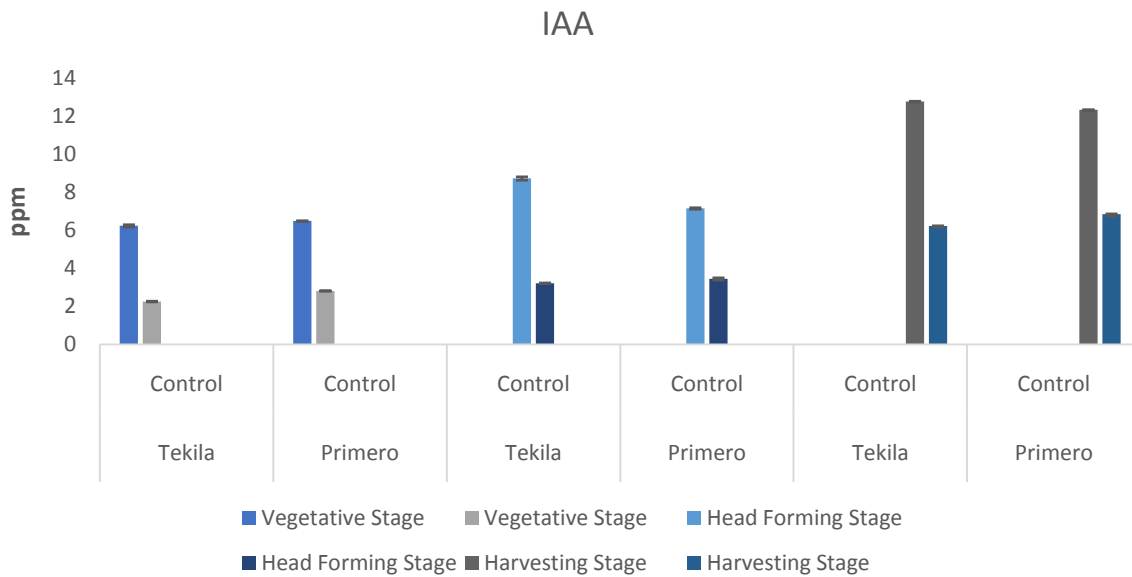 IAA
ppm
14
12
10
8
6
4
2
0
Control Control Control Control Control Control
Tekila Primero Tekila Primero Tekila Primero
Vegetative Stage Vegetative Stage Head Forming Stage
Head Forming Stage Harvesting Stage Harvesting Stage